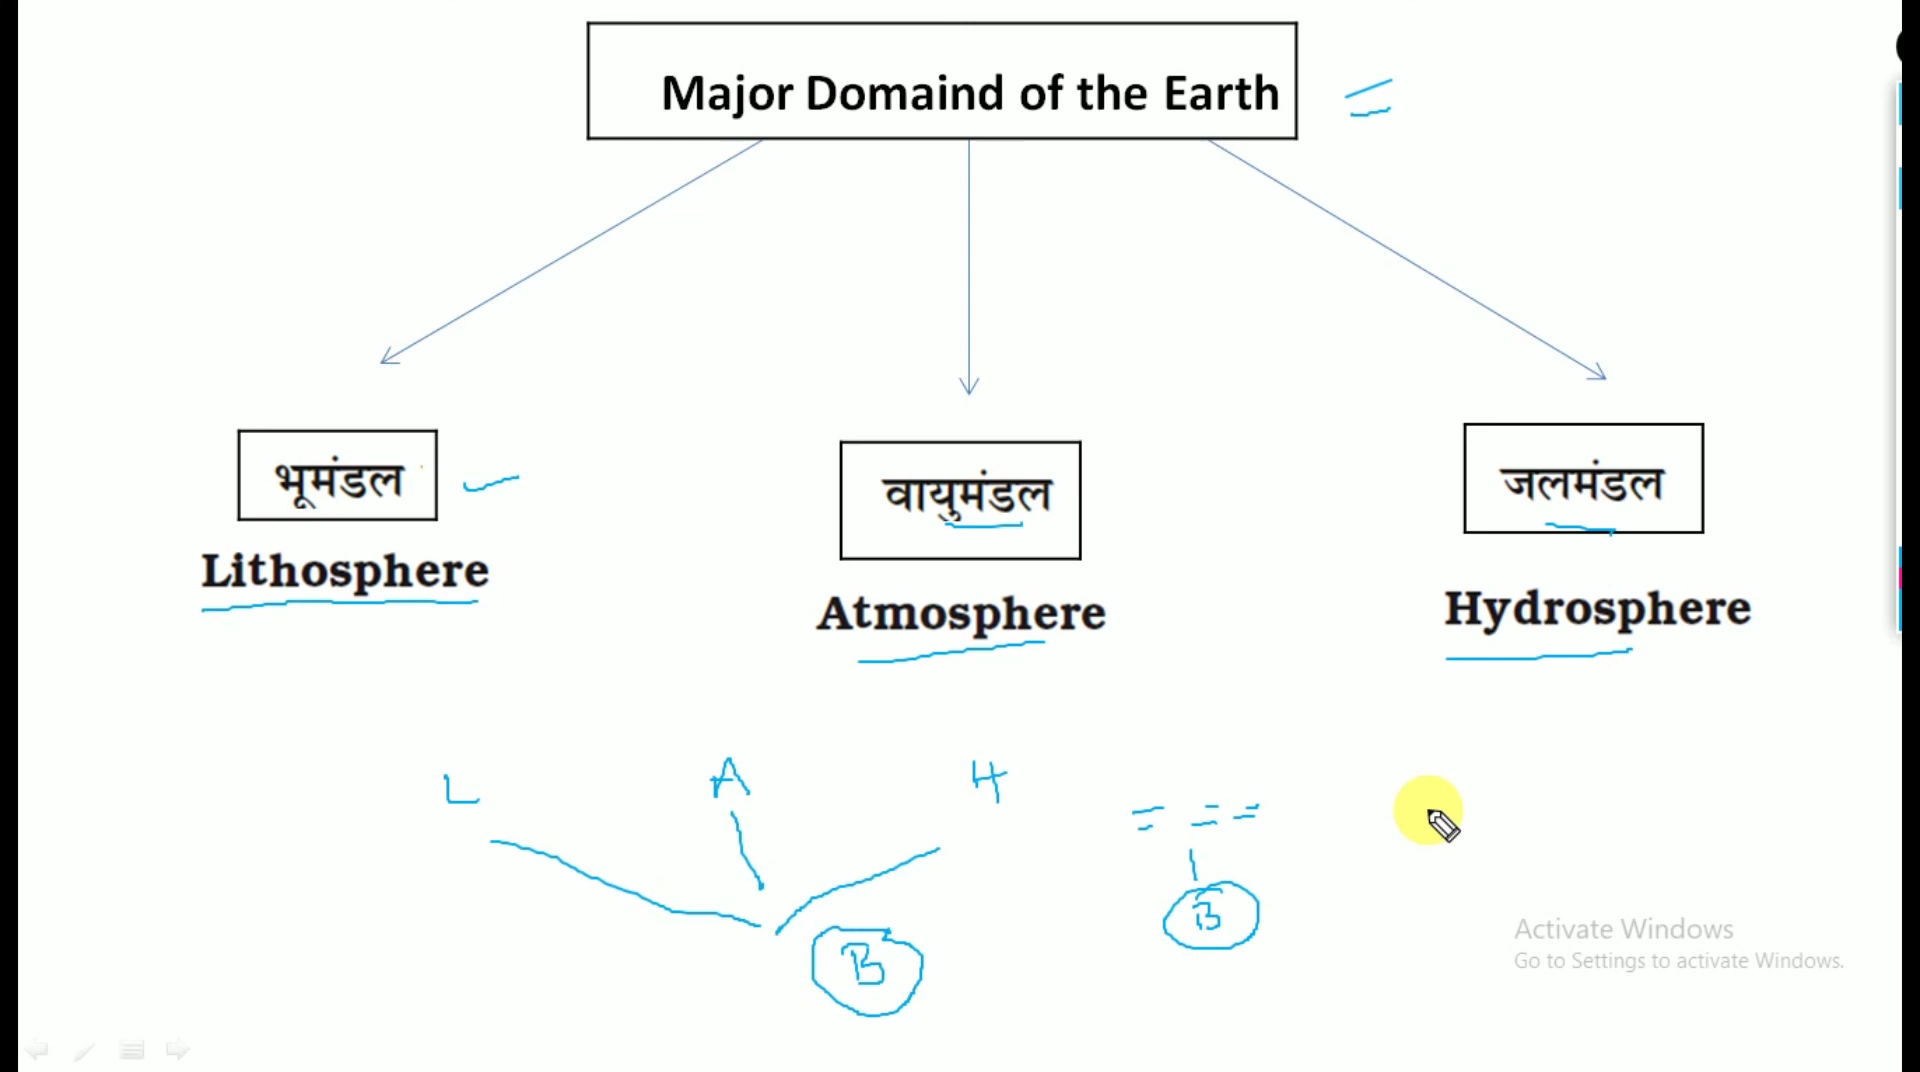 Major Domaind of the Earth
भूमंडल
वायुमंडल
जलमंडल
Lithosphere
Atmosphere
Hydrosphere
L A H
B
B
Activate Windows
Go to Settings to activate Windows.